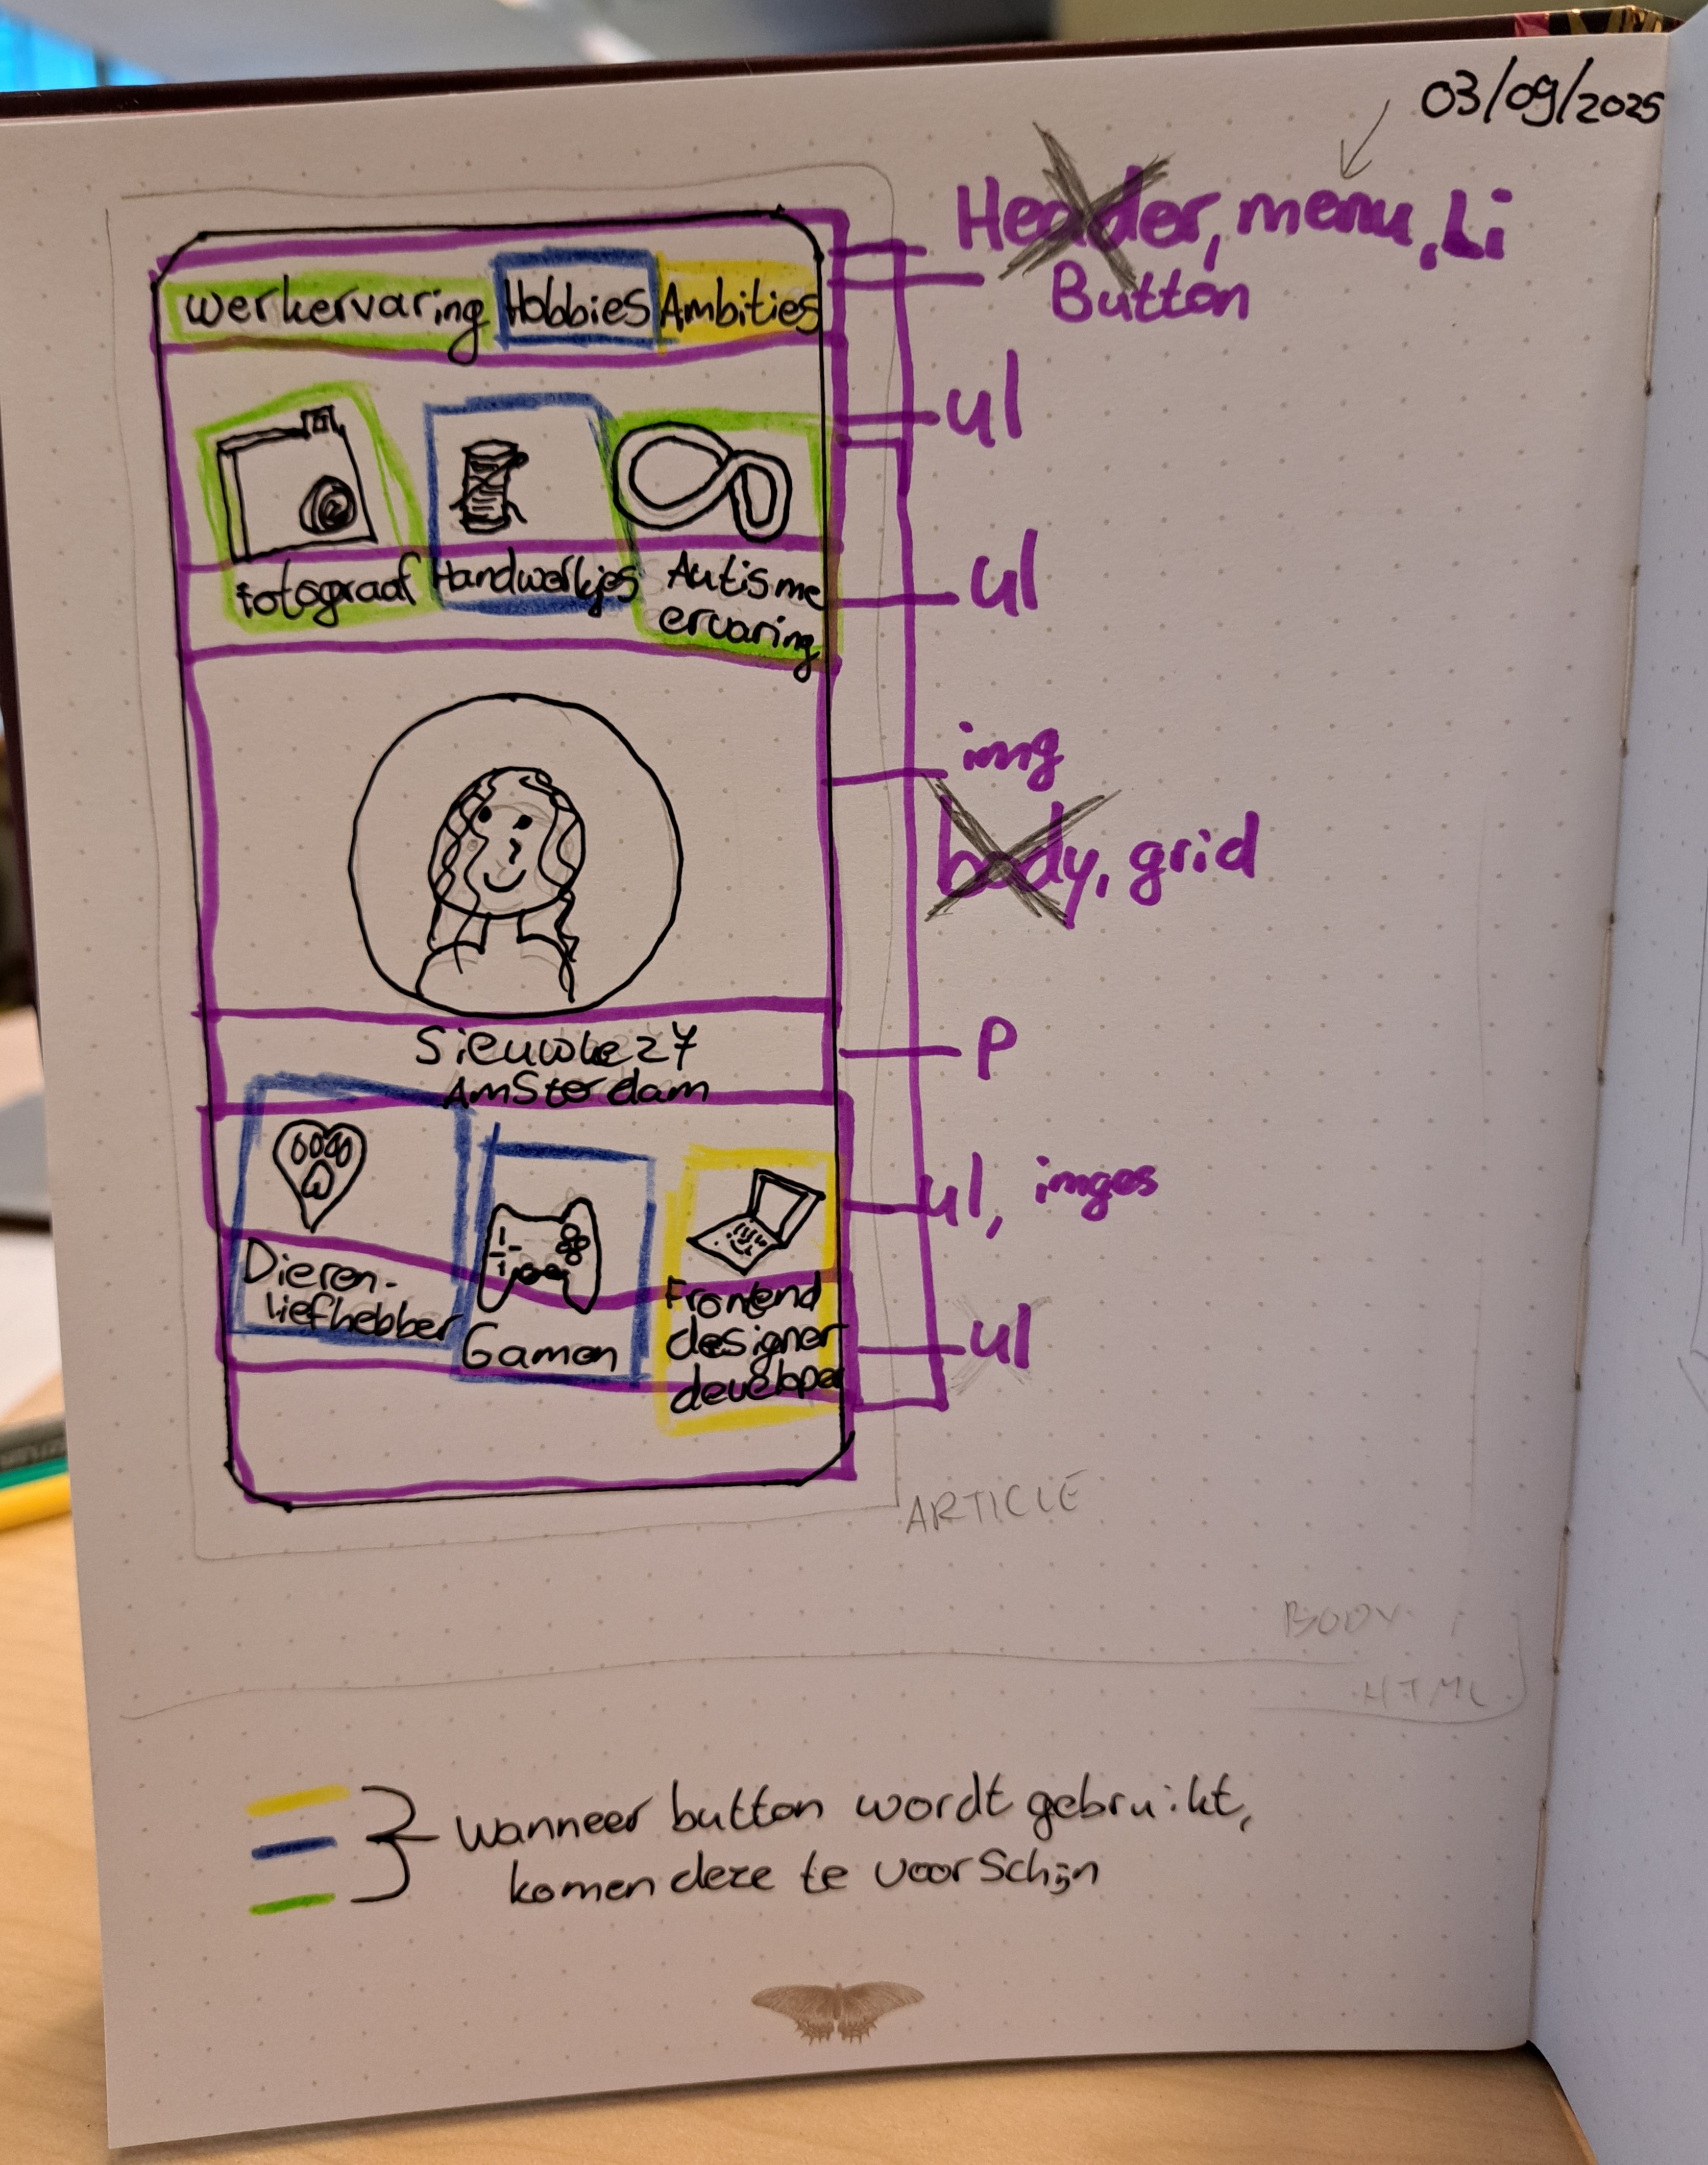 03/09/2025
Header, menu, Li
Button
werkervaring Hobbies Ambities
ul
fotograaf Handwerkjes Autisme
ervaring
ul
img
body, grid
Sieuwke 27
Amsterdam
p
ul, imges
Dieren-
liefhebber
Gamen
Frontend
designer
developer
ul
ARTICLE
BODY
HTML
wanneer button wordt gebruikt,
komen deze te voorschijn